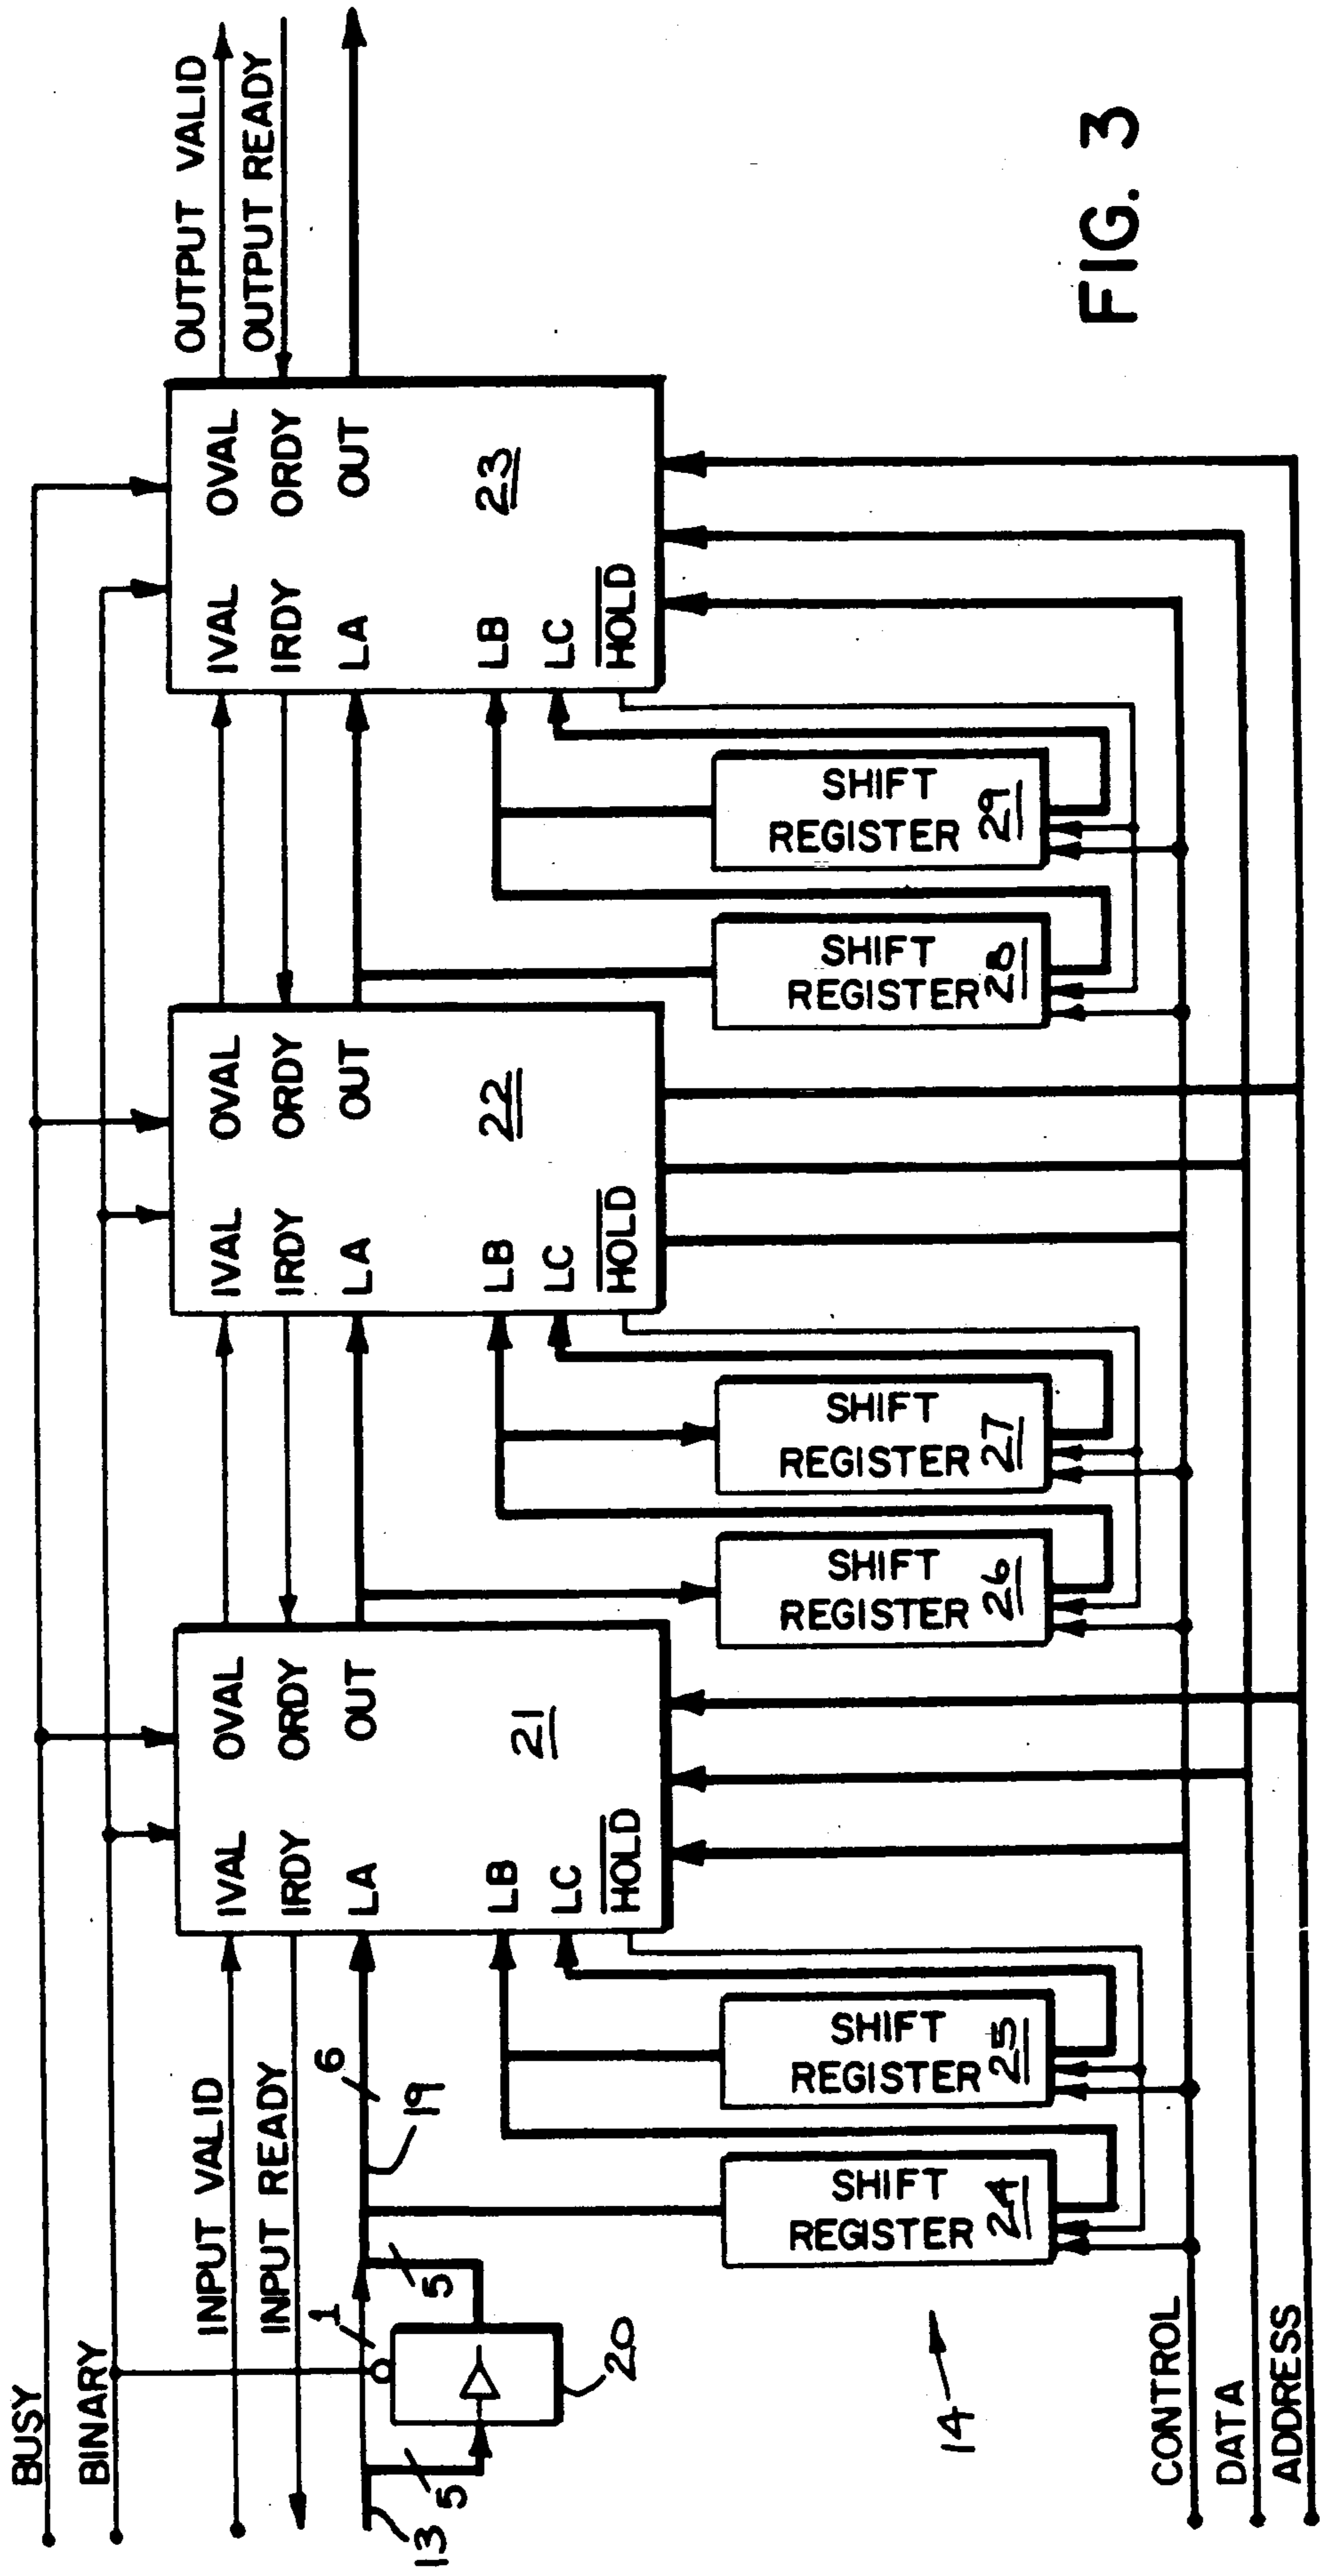 BUSY
BINARY
INPUT VALID
INPUT READY
13
5
1
5
20
19
6
IVAL OVAL
IRDY ORDY
LA OUT
LB
21
LC
HOLD
IVAL OVAL
IRDY ORDY
LA OUT
LB
22
LC
HOLD
IVAL OVAL
IRDY ORDY
LA OUT
LB
23
LC
HOLD
OUTPUT VALID
OUTPUT READY
SHIFT
REGISTER 24
SHIFT
REGISTER 25
SHIFT
REGISTER 26
SHIFT
REGISTER 27
SHIFT
REGISTER 28
SHIFT
REGISTER 29
14
CONTROL
DATA
ADDRESS
FIG. 3